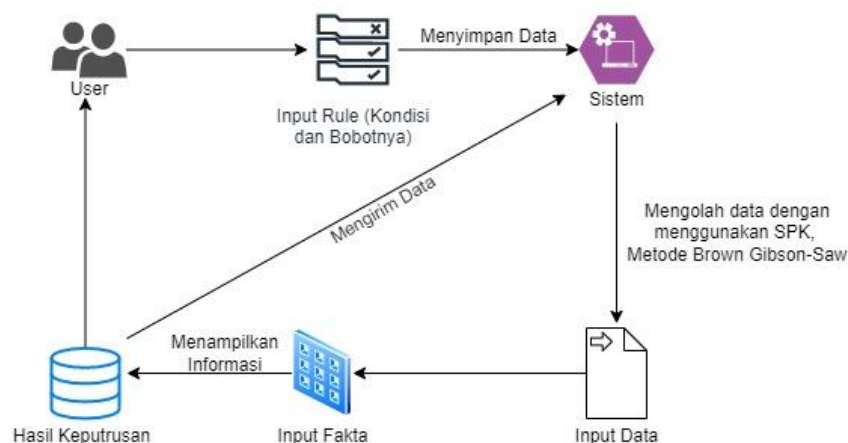 Menyimpan Data
User
Sistem
Input Rule (Kondisi
dan Bobotnya)
Mengirim Data
Mengolah data dengan
menggunakan SPK,
Metode Brown Gibson-Saw
Menampilkan
Informasi
Hasil Keputrusan
Input Fakta
Input Data